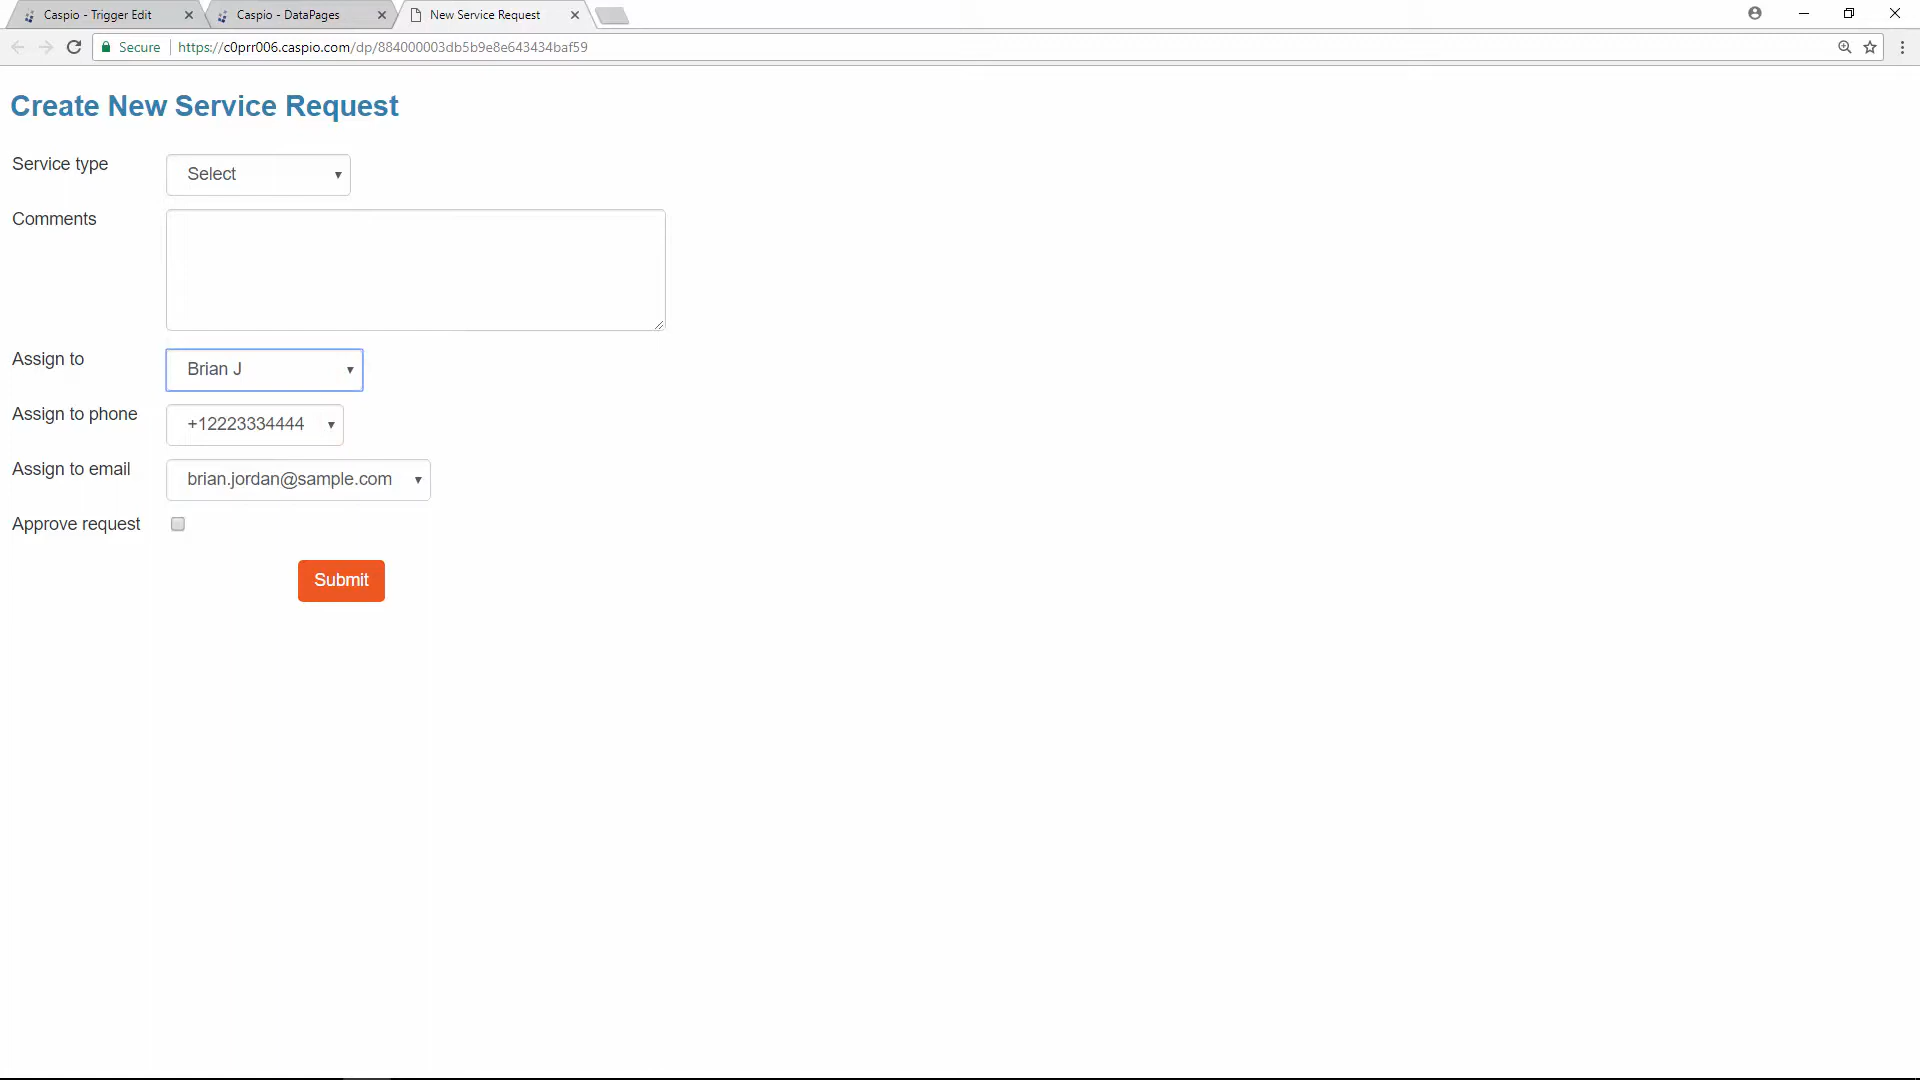 Caspio - Trigger Edit
Caspio - DataPages
New Service Request
Secure
https://c0prr006.caspio.com/dp/884000003db5b9e8e643434baf59
Create New Service Request
Service type
Select
Comments
Assign to
Brian J
Assign to phone
+12223334444
Assign to email
brian.jordan@sample.com
Approve request
Submit